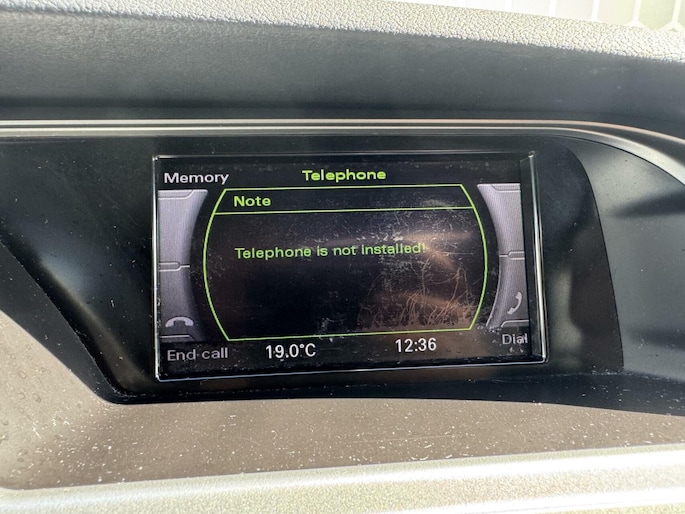 Memory
Telephone
Note
Telephone is not installed!
End call
19.0°C
12:36
Dial